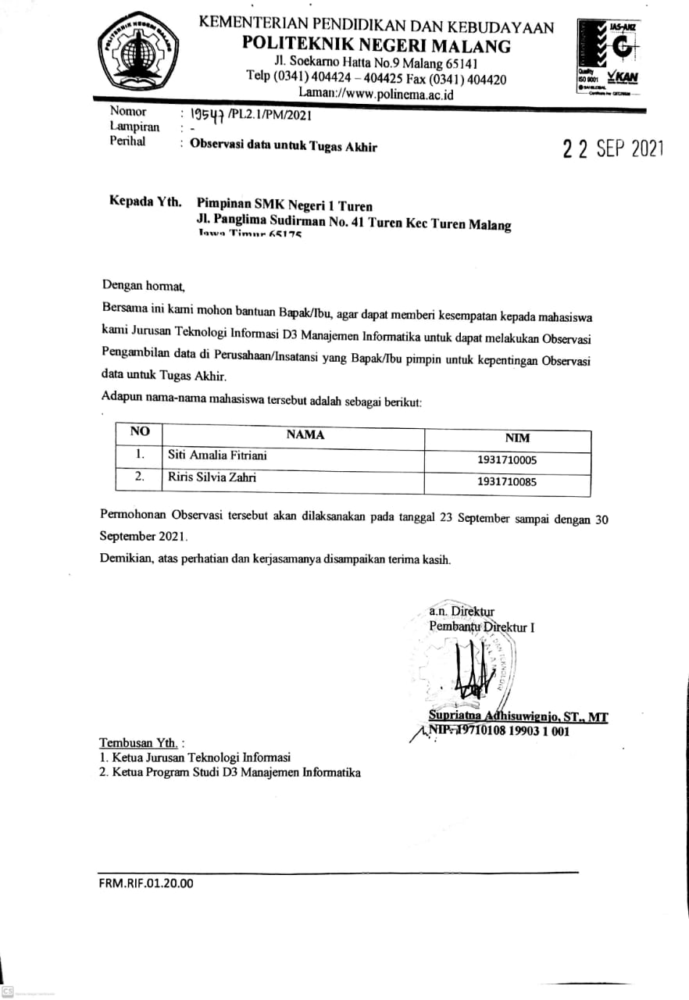 POLITEKNIK NEGERI MALANG
KEMENTERIAN PENDIDIKAN DAN KEBUDAYAAN
POLITEKNIK NEGERI MALANG
Jl. Soekarno Hatta No.9 Malang 65141
Telp (0341) 404424 – 404425 Fax (0341) 404420
Laman://www.polinema.ac.id
JAS-ANZ
Quality
ISO 9001
KAN
Nomor : 19547/PL2.1/PM/2021
Lampiran : -
Perihal : Observasi data untuk Tugas Akhir
22 SEP 2021
Kepada Yth. Pimpinan SMK Negeri 1 Turen
Jl. Panglima Sudirman No. 41 Turen Kec Turen Malang
Jawa Timur 65175
Dengan hormat,
Bersama ini kami mohon bantuan Bapak/Ibu, agar dapat memberi kesempatan kepada mahasiswa
kami Jurusan Teknologi Informasi D3 Manajemen Informatika untuk dapat melakukan Observasi
Pengambilan data di Perusahaan/Insatansi yang Bapak/Ibu pimpin untuk kepentingan Observasi
data untuk Tugas Akhir.
Adapun nama-nama mahasiswa tersebut adalah sebagai berikut:
NO NAMA NIM
1. Siti Amalia Fitriani 1931710005
2. Riris Silvia Zahri 1931710085
Permohonan Observasi tersebut akan dilaksanakan pada tanggal 23 September sampai dengan 30
September 2021.
Demikian, atas perhatian dan kerjasamanya disampaikan terima kasih.
a.n. Direktur
Pembantu Direktur I
Supriatna Adhisuwignjo, ST., MT
NIP. 19710108 19903 1 001
Tembusan Yth. :
1. Ketua Jurusan Teknologi Informasi
2. Ketua Program Studi D3 Manajemen Informatika
FRM.RIF.01.20.00
CS